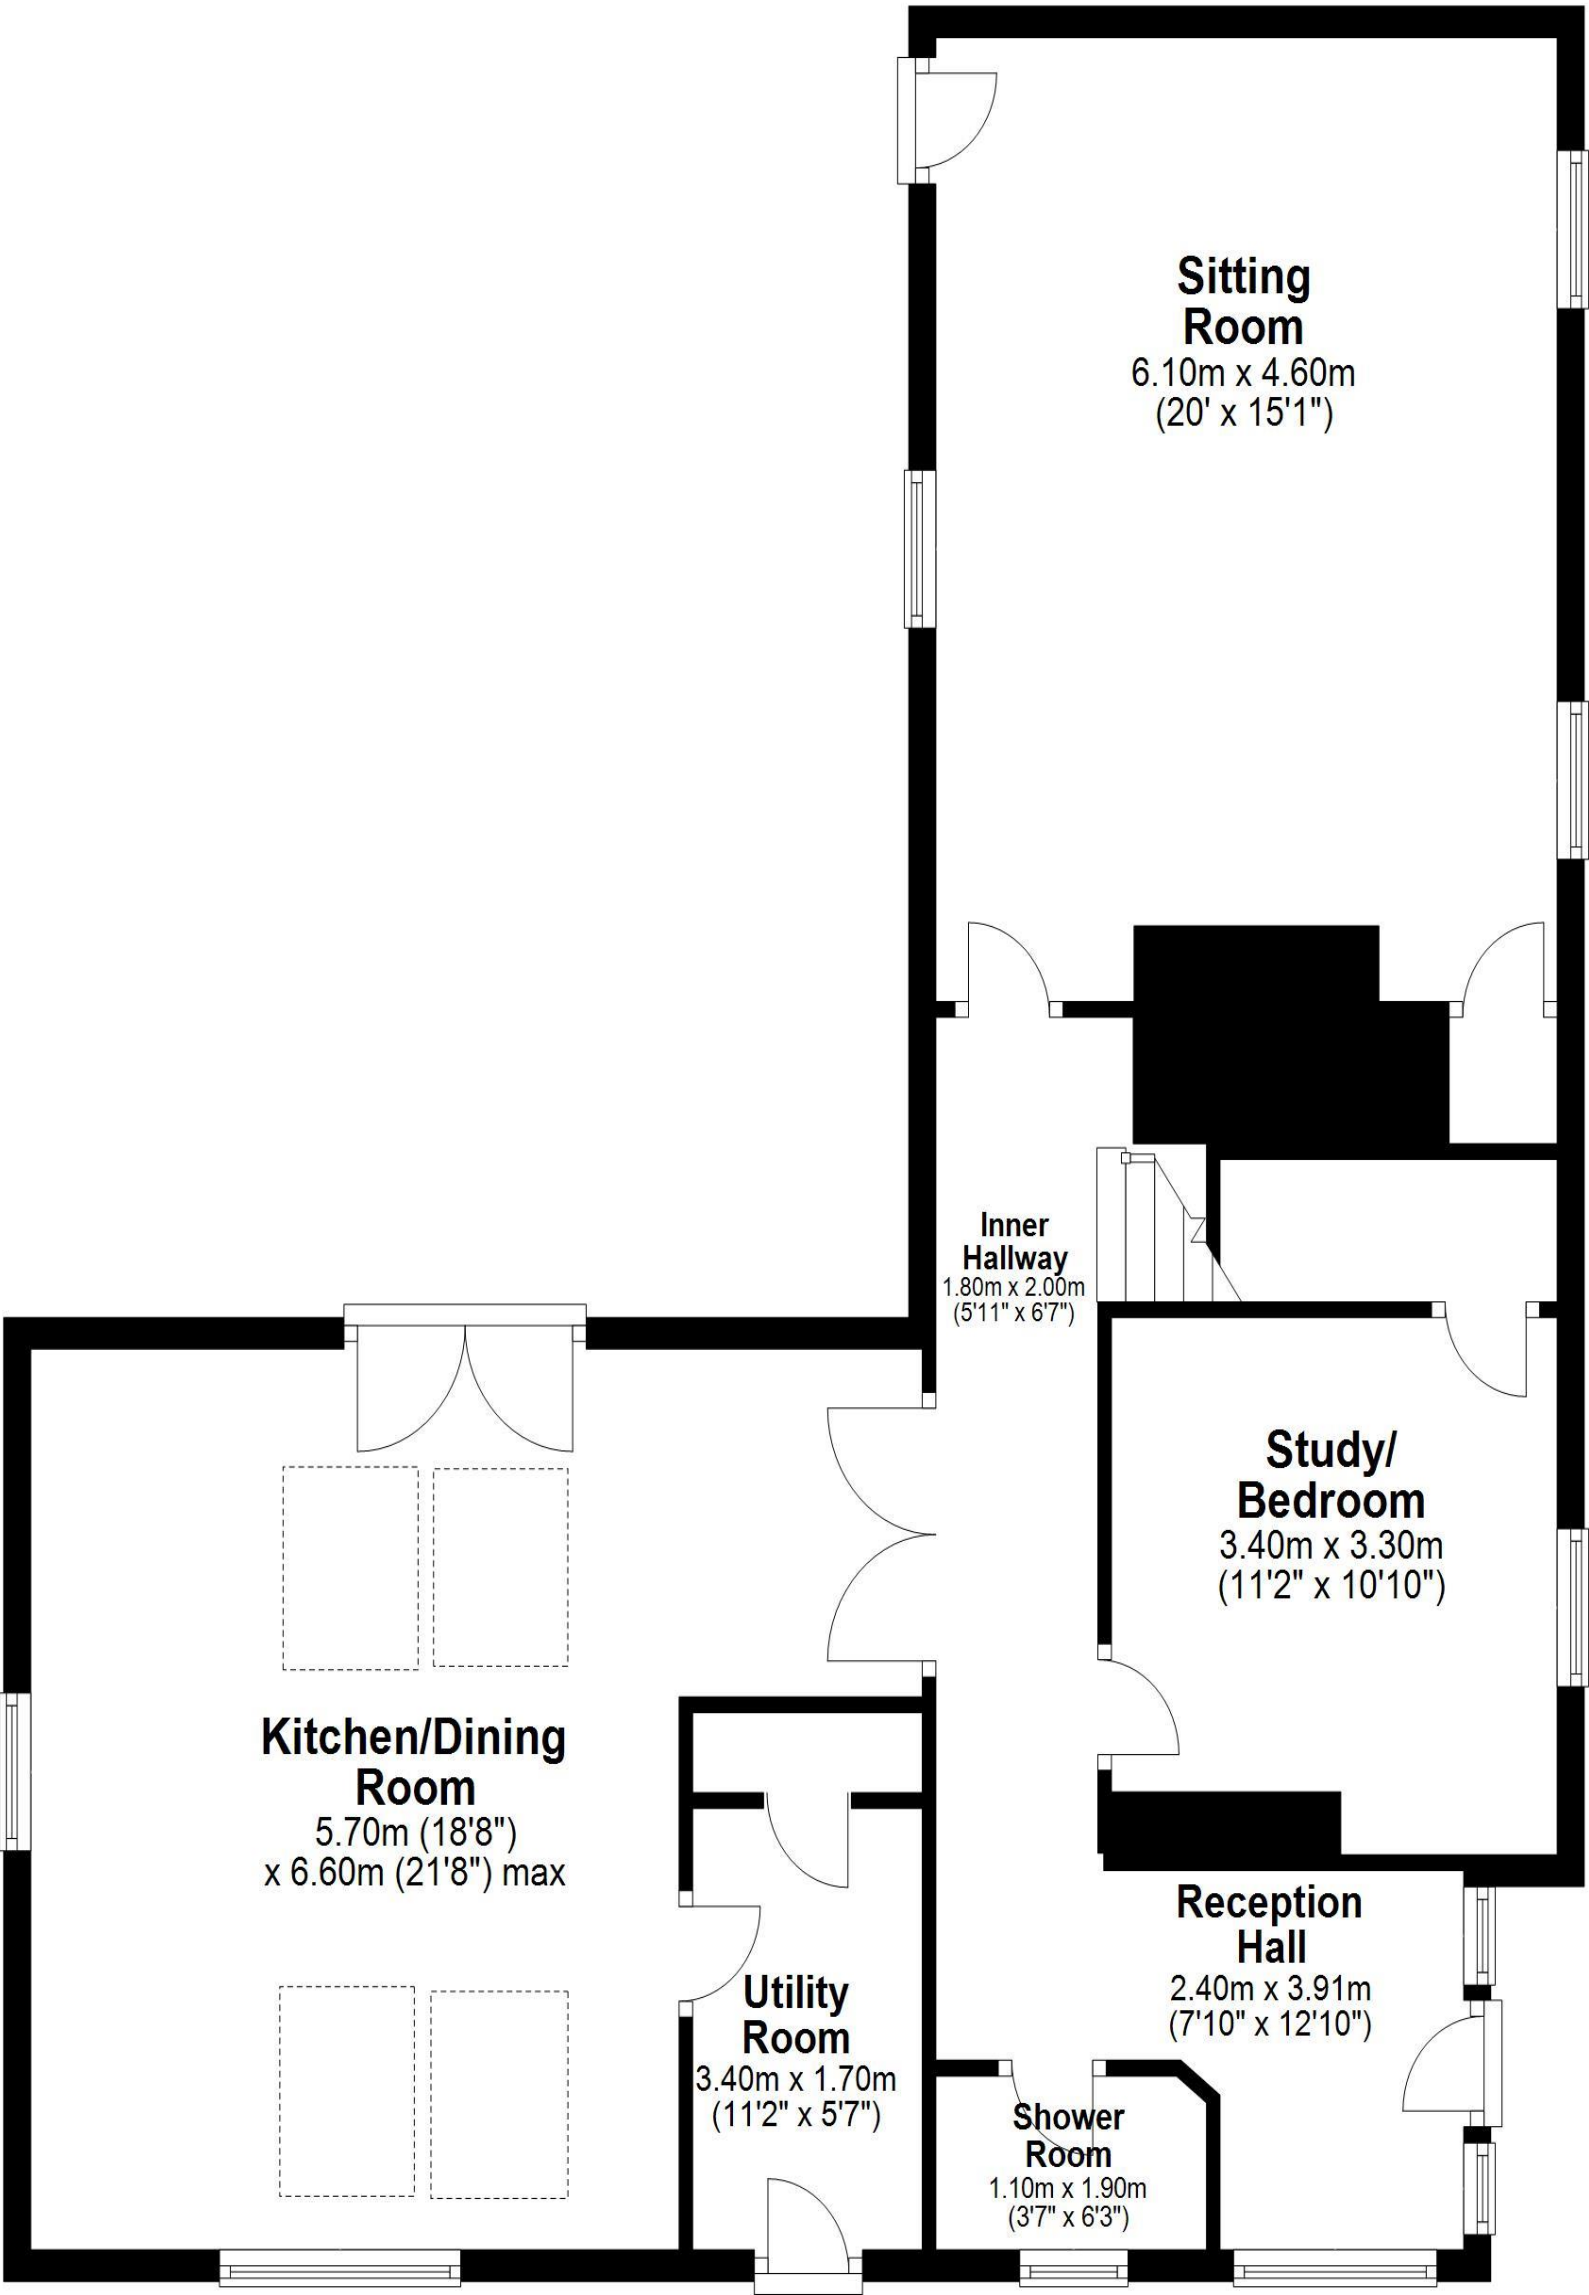 Sitting
Room
6.10m x 4.60m
(20' x 15'1")
Inner
Hallway
1.80m x 2.00m
(5'11" x 6'7")
Study/
Bedroom
3.40m x 3.30m
(11'2" x 10'10")
Kitchen/Dining
Room
5.70m (18'8")
x 6.60m (21'8") max
Reception
Hall
2.40m x 3.91m
(7'10" x 12'10")
Utility
Room
3.40m x 1.70m
(11'2" x 5'7")
Shower
Room
1.10m x 1.90m
(3'7" x 6'3")